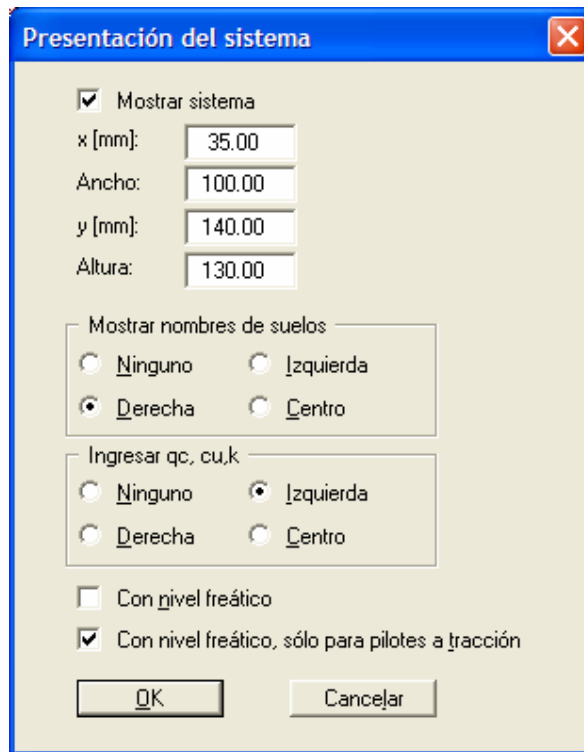 Presentación del sistema
Mostrar sistema
x [mm]: 35.00
Ancho: 100.00
y [mm]: 140.00
Altura: 130.00
Mostrar nombres de suelos
Ninguno Izquierda
Derecha Centro
Ingresar qc, cu,k
Ninguno Izquierda
Derecha Centro
Con nivel freático
Con nivel freático, sólo para pilotes a tracción
OK Cancelar